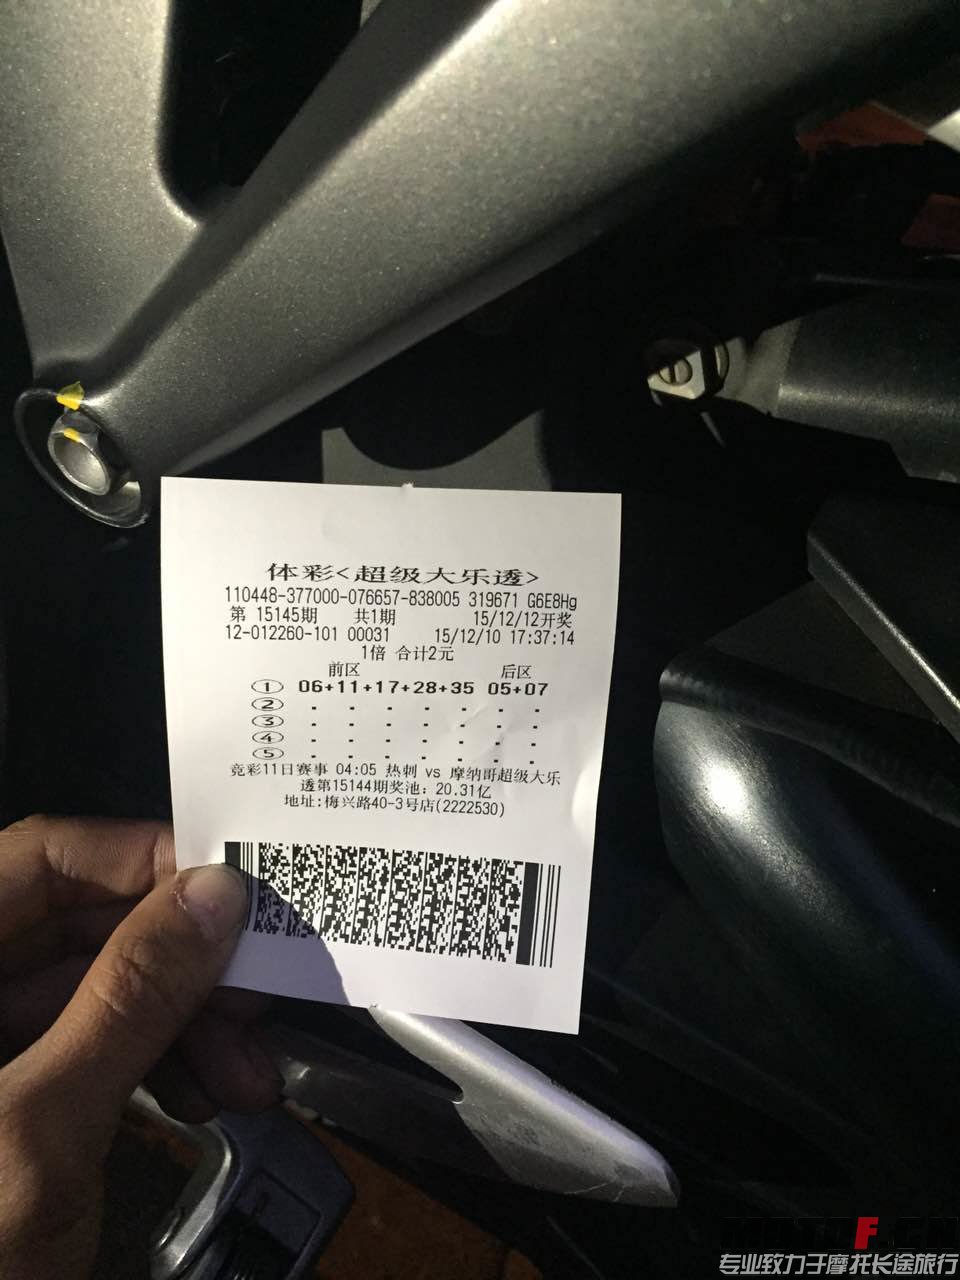 体彩<超级大乐透>
110448-377000-076657-838005 319671 G6E8Hg
第 15145期 共1期 15/12/12开奖
12-012260-101 00031 15/12/10 17:37:14
1倍 合计2元
前区 后区
① 06+11+17+28+35 05+07
② . . . . . . .
③ . . . . . . .
④ . . . . . . .
⑤ . . . . . . .
竞彩11日赛事 04:05 热刺 vs 摩纳哥超级大乐
透第15144期奖池：20.31亿
地址:梅兴路40-3号店(2222530)
MOTOF.CN
专业致力于摩托长途旅行